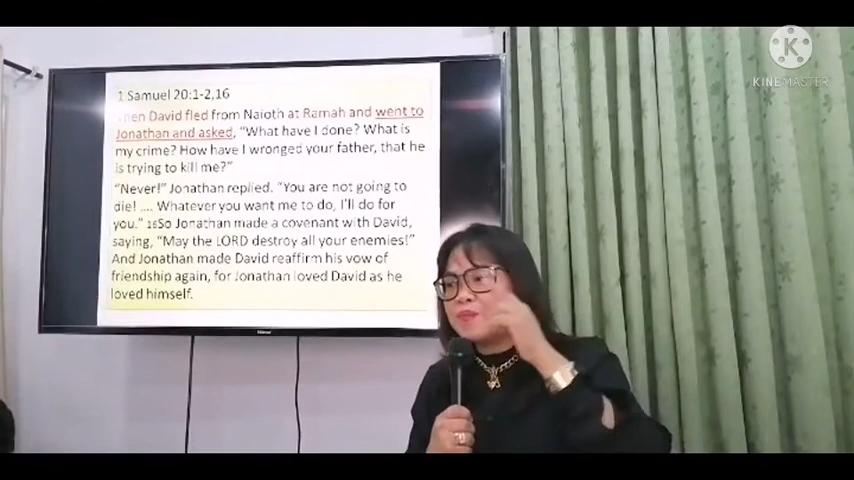 1 Samuel 20:1-2,16
Then David fled from Naioth at Ramah and went to
Jonathan and asked, "What have I done? What is
my crime? How have I wronged your father, that he
is trying to kill me?"
"Never!" Jonathan replied. "You are not going to
die! .... Whatever you want me to do, I'll do for
you." 16So Jonathan made a covenant with David,
saying, "May the LORD destroy all your enemies!"
And Jonathan made David reaffirm his vow of
friendship again, for Jonathan loved David as he
loved himself.
K
KINEMASTER